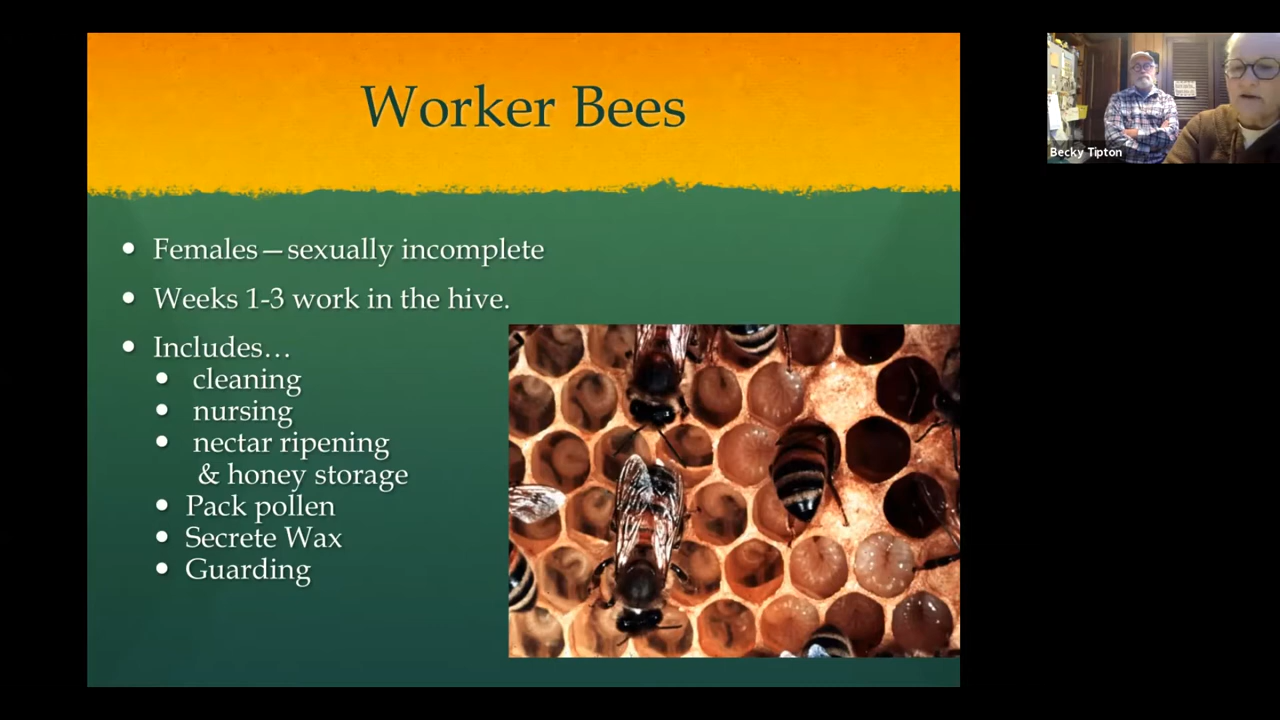 Worker Bees
• Females – sexually incomplete
• Weeks 1-3 work in the hive.
• Includes…
• cleaning
• nursing
• nectar ripening
& honey storage
• Pack pollen
• Secrete Wax
• Guarding
Becky Tipton